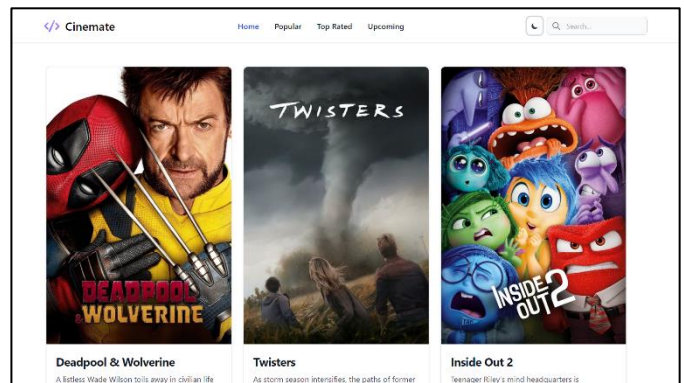 </> Cinemate
Home Popular Top Rated Upcoming
Search...
TWISTERS
DEADPOOL
& WOLVERINE
INSIDE
OUT 2
Deadpool & Wolverine
Twisters
Inside Out 2
A listless Wade Wilson toils away in civilian life
As storm season intensifies, the paths of former
Teenager Riley's mind headquarters is